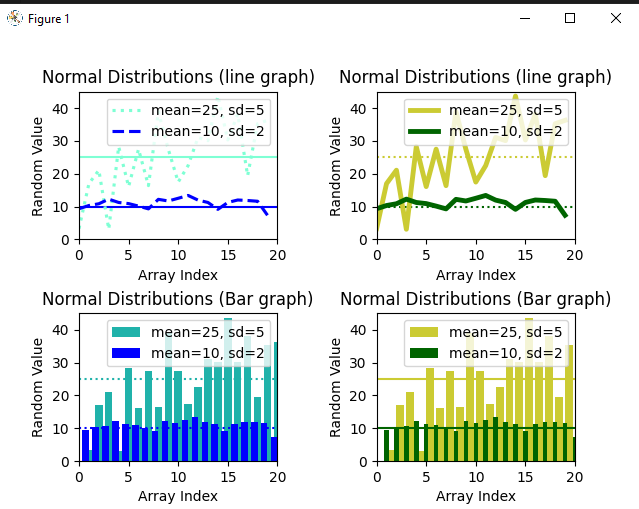 Figure 1
Normal Distributions (line graph)
Random Value
40
30
20
10
0
mean=25, sd=5
mean=10, sd=2
0 5 10 15 20
Array Index
Normal Distributions (line graph)
Random Value
40
30
20
10
0
mean=25, sd=5
mean=10, sd=2
0 5 10 15 20
Array Index
Normal Distributions (Bar graph)
Random Value
40
30
20
10
0
mean=25, sd=5
mean=10, sd=2
0 5 10 15 20
Array Index
Normal Distributions (Bar graph)
Random Value
40
30
20
10
0
mean=25, sd=5
mean=10, sd=2
0 5 10 15 20
Array Index